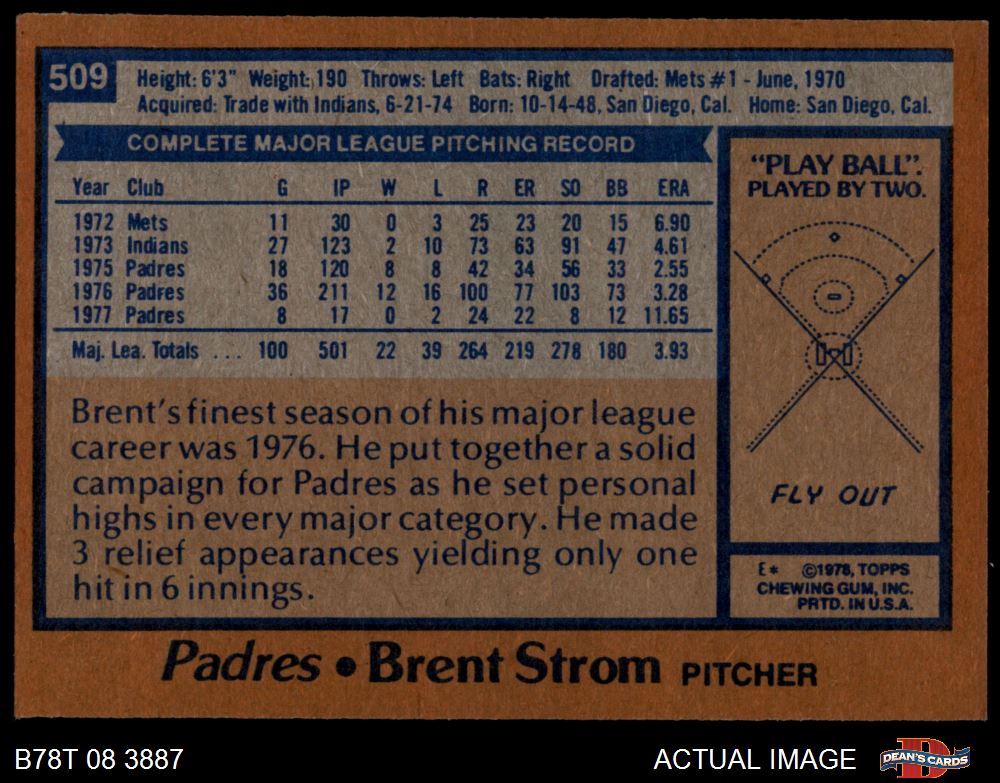 509
Height: 6'3" Weight: 190 Throws: Left Bats: Right Drafted: Mets #1 - June, 1970
Acquired: Trade with Indians, 6-21-74 Born: 10-14-48, San Diego, Cal. Home: San Diego, Cal.
COMPLETE MAJOR LEAGUE PITCHING RECORD
Year Club G IP W L R ER SO BB ERA
1972 Mets 11 30 0 3 25 23 20 15 6.90
1973 Indians 27 123 2 10 73 63 91 47 4.61
1975 Padres 18 120 8 8 42 34 56 33 2.55
1976 Padres 36 211 12 16 100 77 103 73 3.28
1977 Padres 8 17 0 2 24 22 8 12 11.65
Maj. Lea. Totals ... 100 501 22 39 264 219 278 180 3.93
Brent's finest season of his major league
career was 1976. He put together a solid
campaign for Padres as he set personal
highs in every major category. He made
3 relief appearances yielding only one
hit in 6 innings.
"PLAY BALL".
PLAYED BY TWO.
FLY OUT
E* ©1978, TOPPS
CHEWING GUM, INC.
PRTD. IN U.S.A.
Padres • Brent Strom PITCHER
B78T 08 3887
ACTUAL IMAGE
DEAN'S CARDS